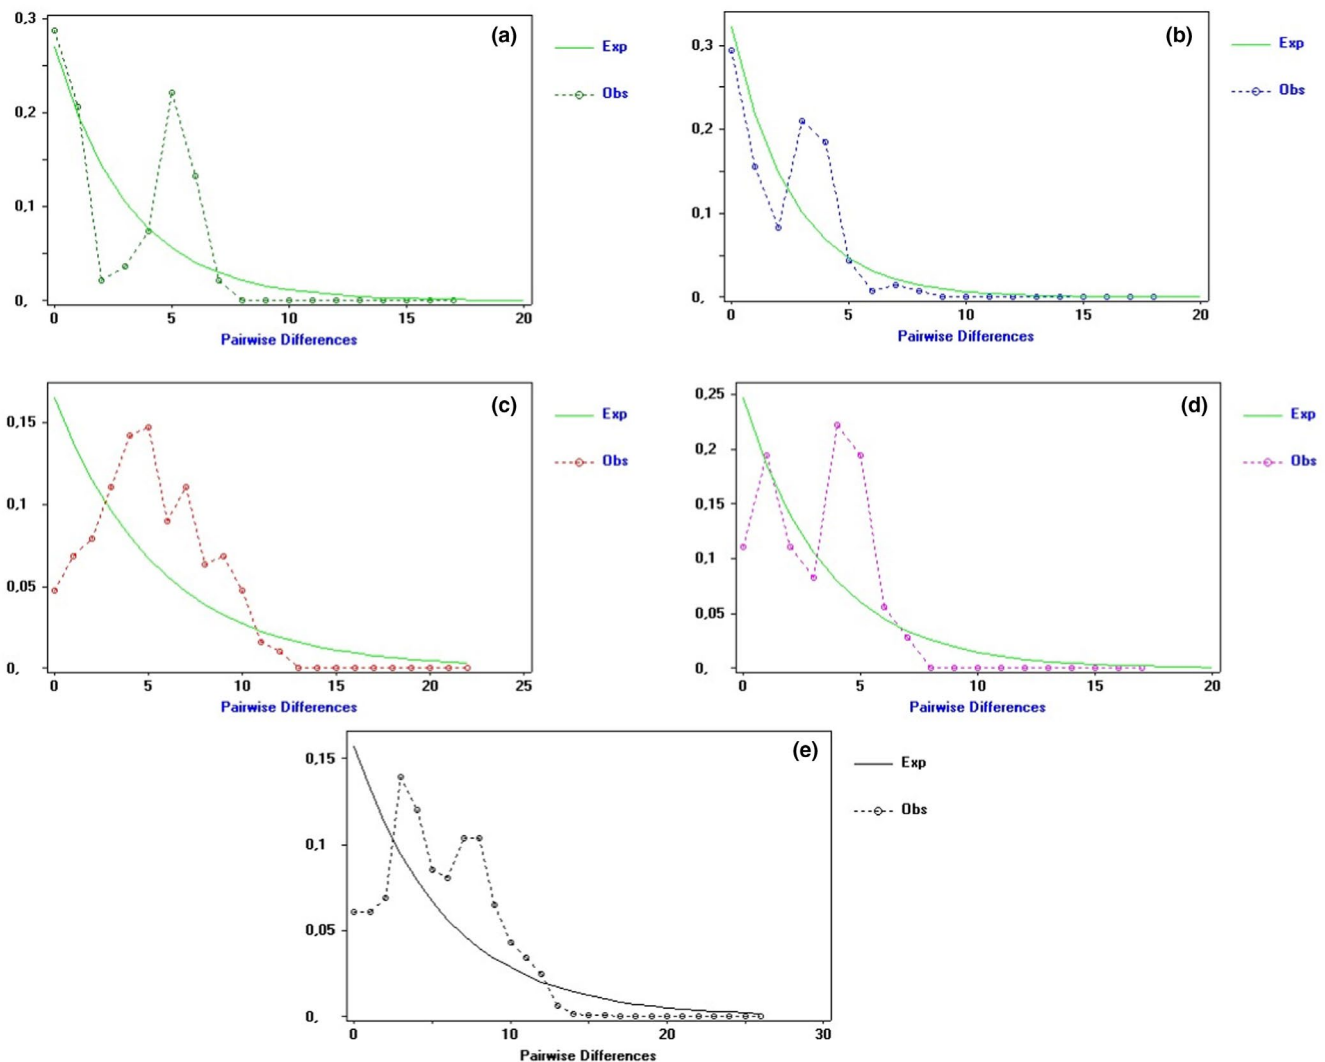 0,3
0,2
0,1
0,
(a)
Exp
Obs
0 5 10 15 20
Pairwise Differences
0,3
0,2
0,1
0,
(b)
Exp
Obs
0 5 10 15 20
Pairwise Differences
0,15
0,1
0,05
0,
(c)
Exp
Obs
0 5 10 15 20 25
Pairwise Differences
0,25
0,2
0,15
0,1
0,05
0,
(d)
Exp
Obs
0 5 10 15 20
Pairwise Differences
0,15
0,1
0,05
0,
(e)
Exp
Obs
0 10 20 30
Pairwise Differences